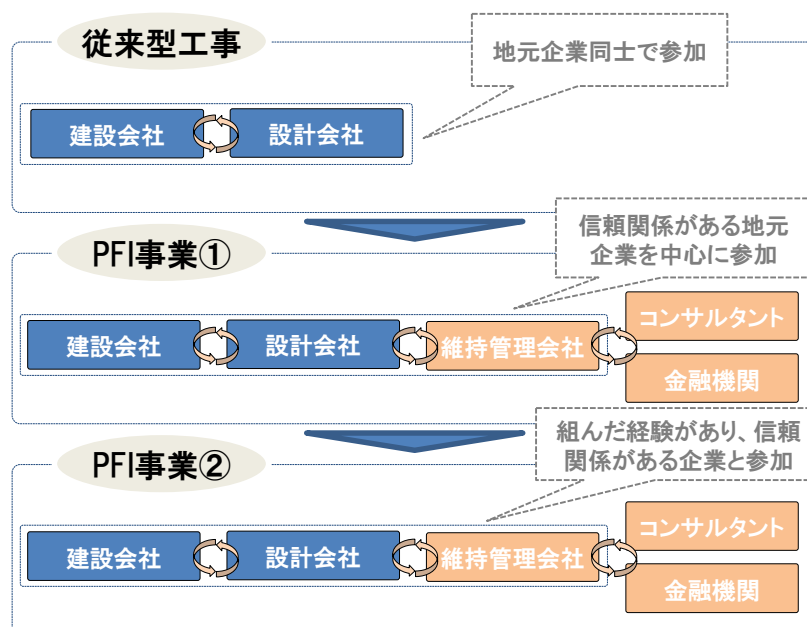 従来型工事
地元企業同士で参加
建設会社
設計会社
PFI事業①
信頼関係がある地元
企業を中心に参加
建設会社
設計会社
維持管理会社
コンサルタント
金融機関
PFI事業②
組んだ経験があり、信頼
関係がある企業と参加
建設会社
設計会社
維持管理会社
コンサルタント
金融機関